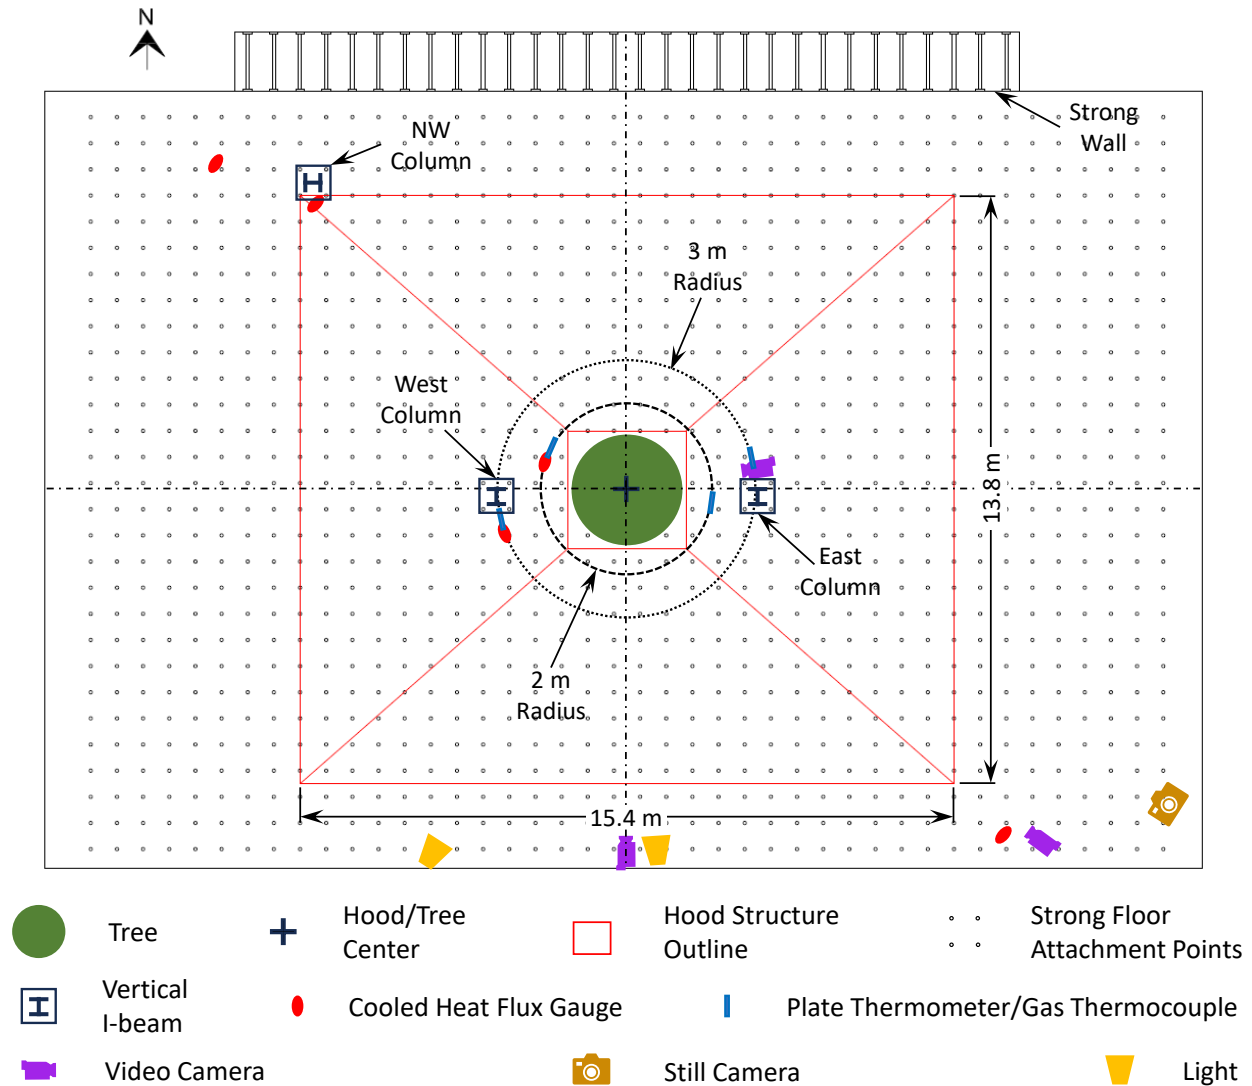 N
Strong
Wall
NW
Column
3 m
Radius
West
Column
13.8 m
East
Column
2 m
Radius
15.4 m
Tree
Hood/Tree
Center
Hood Structure
Outline
Strong Floor
Attachment Points
Vertical
I-beam
Cooled Heat Flux Gauge
Plate Thermometer/Gas Thermocouple
Video Camera
Still Camera
Light